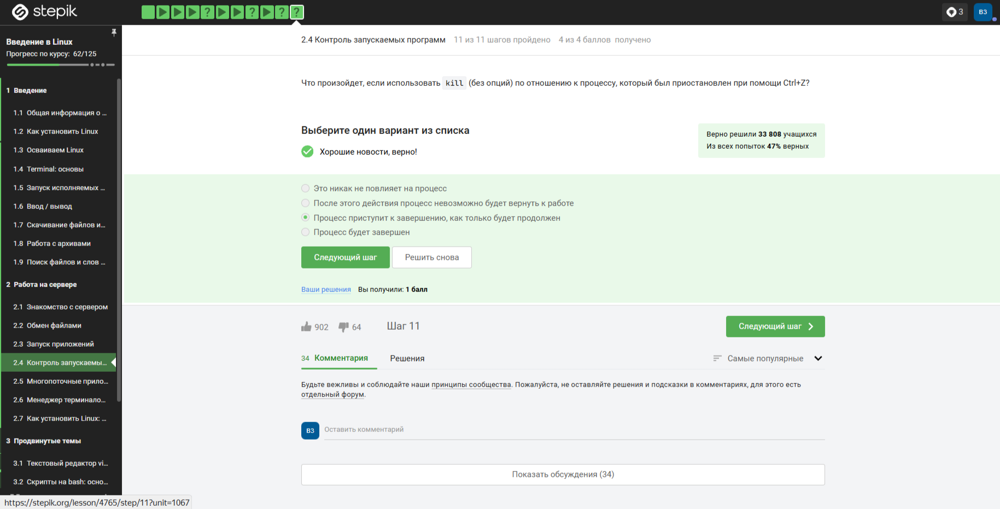 stepik
? ? ? ?
3
ВЗ
Введение в Linux
Прогресс по курсу: 62/125
1 Введение
1.1 Общая информация о ...
1.2 Как установить Linux
1.3 Осваиваем Linux
1.4 Terminal: основы
1.5 Запуск исполняемых ...
1.6 Ввод / вывод
1.7 Скачивание файлов и...
1.8 Работа с архивами
1.9 Поиск файлов и слов ...
2 Работа на сервере
2.1 Знакомство с сервером
2.2 Обмен файлами
2.3 Запуск приложений
2.4 Контроль запускаемы...
2.5 Многопоточные прило...
2.6 Менеджер терминало...
2.7 Как установить Linux: ...
3 Продвинутые темы
3.1 Текстовый редактор vi...
3.2 Скрипты на bash: осно...
https://stepik.org/lesson/4765/step/11?unit=1067
2.4 Контроль запускаемых программ 11 из 11 шагов пройдено 4 из 4 баллов получено
Что произойдет, если использовать kill (без опций) по отношению к процессу, который был приостановлен при помощи Ctrl+Z?
Выберите один вариант из списка
Хорошие новости, верно!
Верно решили 33 808 учащихся
Из всех попыток 47% верных
Это никак не повлияет на процесс
После этого действия процесс невозможно будет вернуть к работе
Процесс приступит к завершению, как только будет продолжен
Процесс будет завершен
Следующий шаг Решить снова
Ваши решения Вы получили: 1 балл
902 64 Шаг 11 Следующий шаг
34 Комментария Решения Самые популярные
Будьте вежливы и соблюдайте наши принципы сообщества. Пожалуйста, не оставляйте решения и подсказки в комментариях, для этого есть
отдельный форум.
ВЗ Оставить комментарий
Показать обсуждения (34)